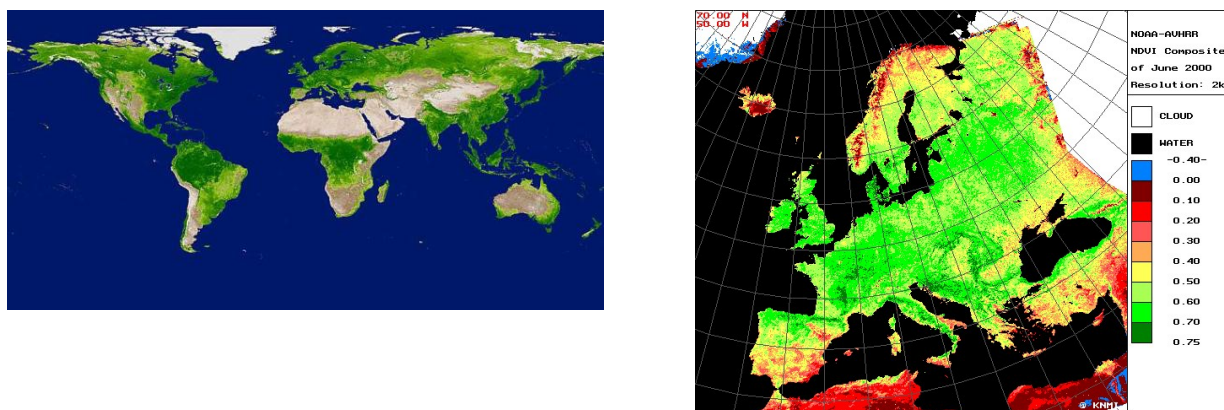 70.00 N
50.00 W
NOAA-AVHRR
NDVI Composite
of June 2000
Resolution: 2k
CLOUD
WATER
-0.40-
0.00
0.10
0.20
0.30
0.40
0.50
0.60
0.70
0.75
@ KNMI